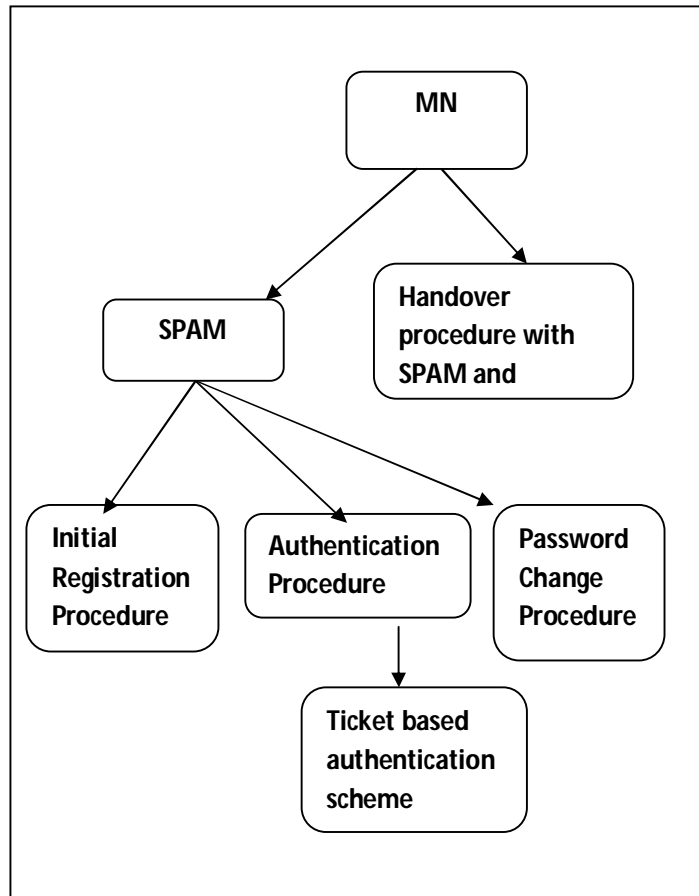 MN
SPAM
Handover
procedure with
SPAM and
Initial
Registration
Procedure
Authentication
Procedure
Password
Change
Procedure
Ticket based
authentication
scheme